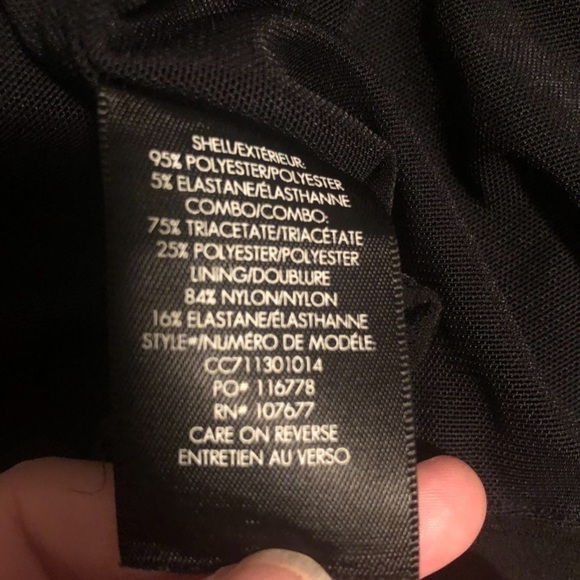 SHELL/EXTÉRIEUR:
95% POLYESTER/POLYESTER
5% ELASTANE/ÉLASTHANNE
COMBO/COMBO:
75% TRIACETATE/TRIACÉTATE
25% POLYESTER/POLYESTER
LINING/DOUBLURE
84% NYLON/NYLON
16% ELASTANE/ÉLASTHANNE
STYLE#/NUMÉRO DE MODÉLE:
CC711301014
PO# 116778
RN# 107677
CARE ON REVERSE
ENTRETIEN AU VERSO